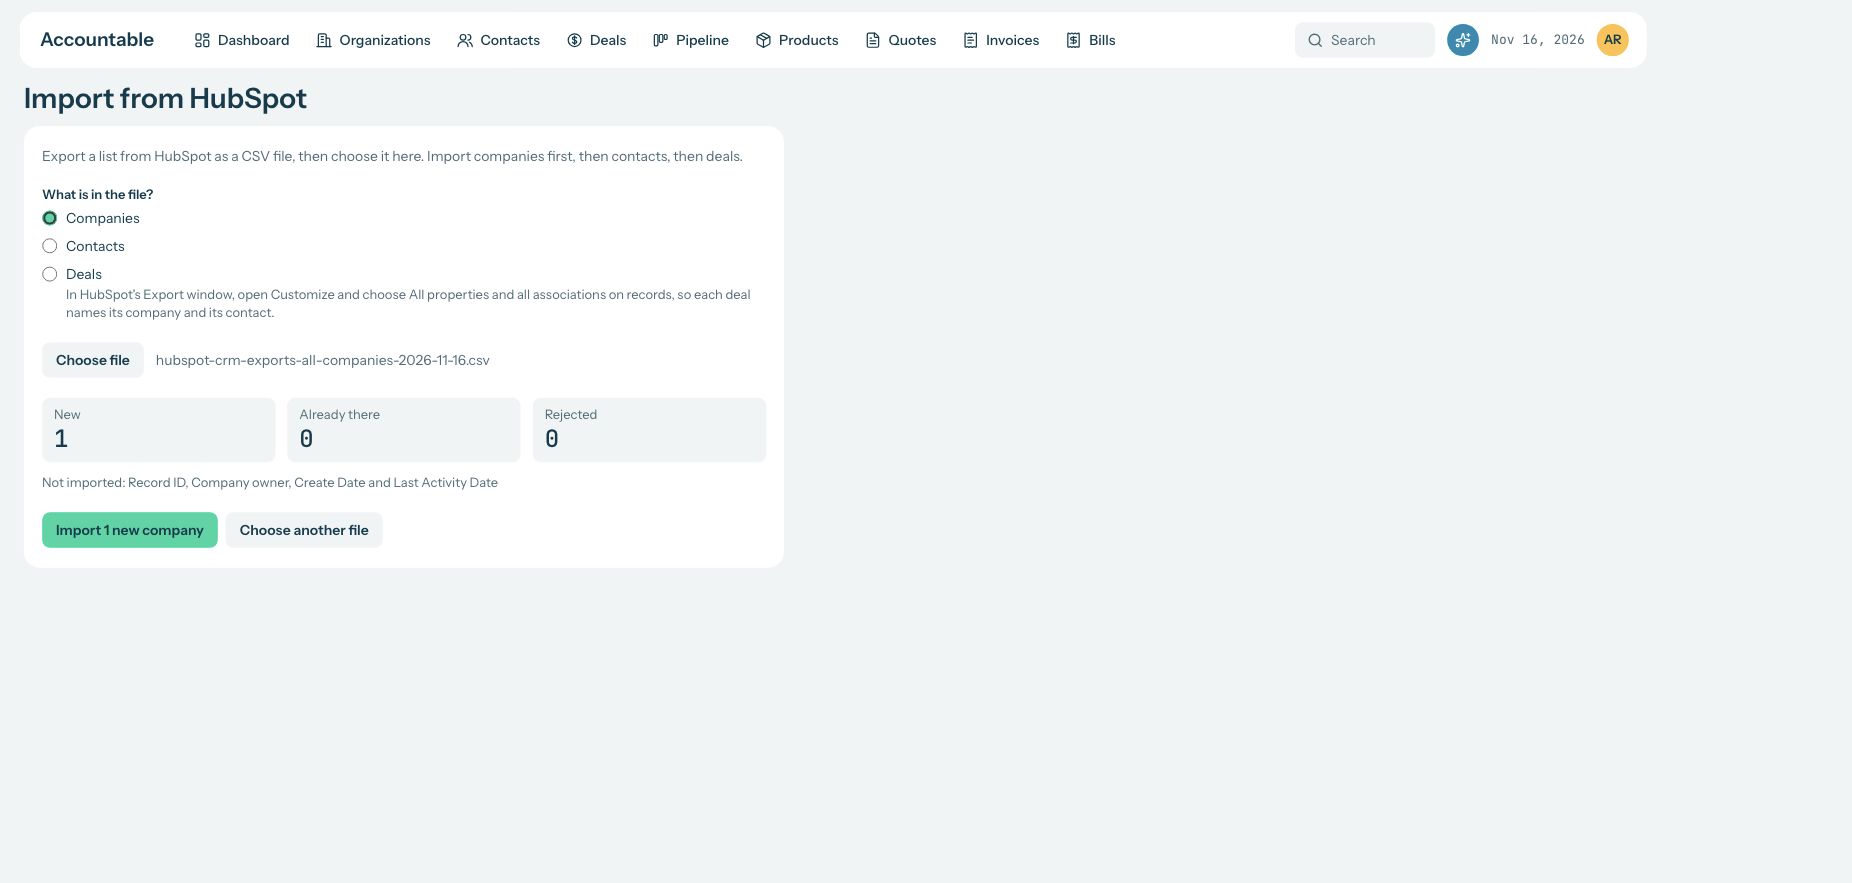 Accountable
Dashboard
Organizations
Contacts
Deals
Pipeline
Products
Quotes
Invoices
Bills
Search
Nov 16, 2026
AR
Import from HubSpot
Export a list from HubSpot as a CSV file, then choose it here. Import companies first, then contacts, then deals.
What is in the file?
Companies
Contacts
Deals
In HubSpot's Export window, open Customize and choose All properties and all associations on records, so each deal
names its company and its contact.
Choose file
hubspot-crm-exports-all-companies-2026-11-16.csv
New
1
Already there
0
Rejected
0
Not imported: Record ID, Company owner, Create Date and Last Activity Date
Import 1 new company
Choose another file